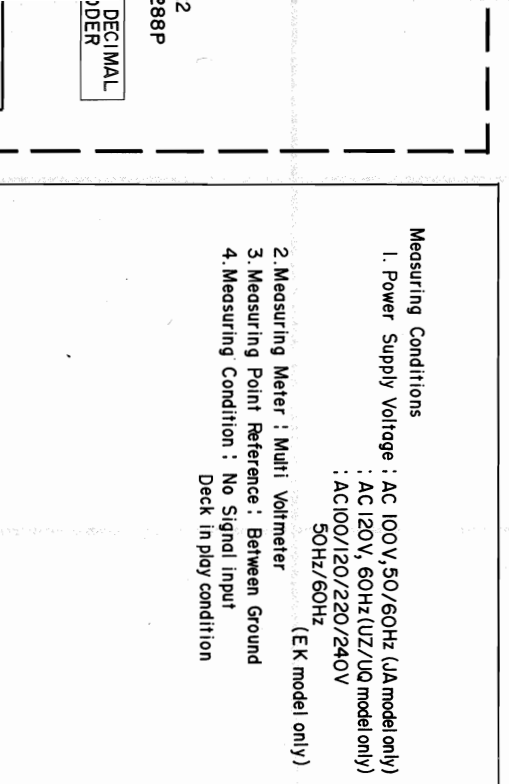 2
288P
DECIMAL
DER
Measuring Conditions
1. Power Supply Voltage ; AC 100V, 50/60Hz (JA model only)
; AC 120V, 60Hz (UZ/UQ model only)
; AC100/120/220/240V
50Hz/60Hz
(EK model only)
2. Measuring Meter ; Multi Voltmeter
3. Measuring Point Reference ; Between Ground
4. Measuring Condition ; No Signal input
Deck in play condition